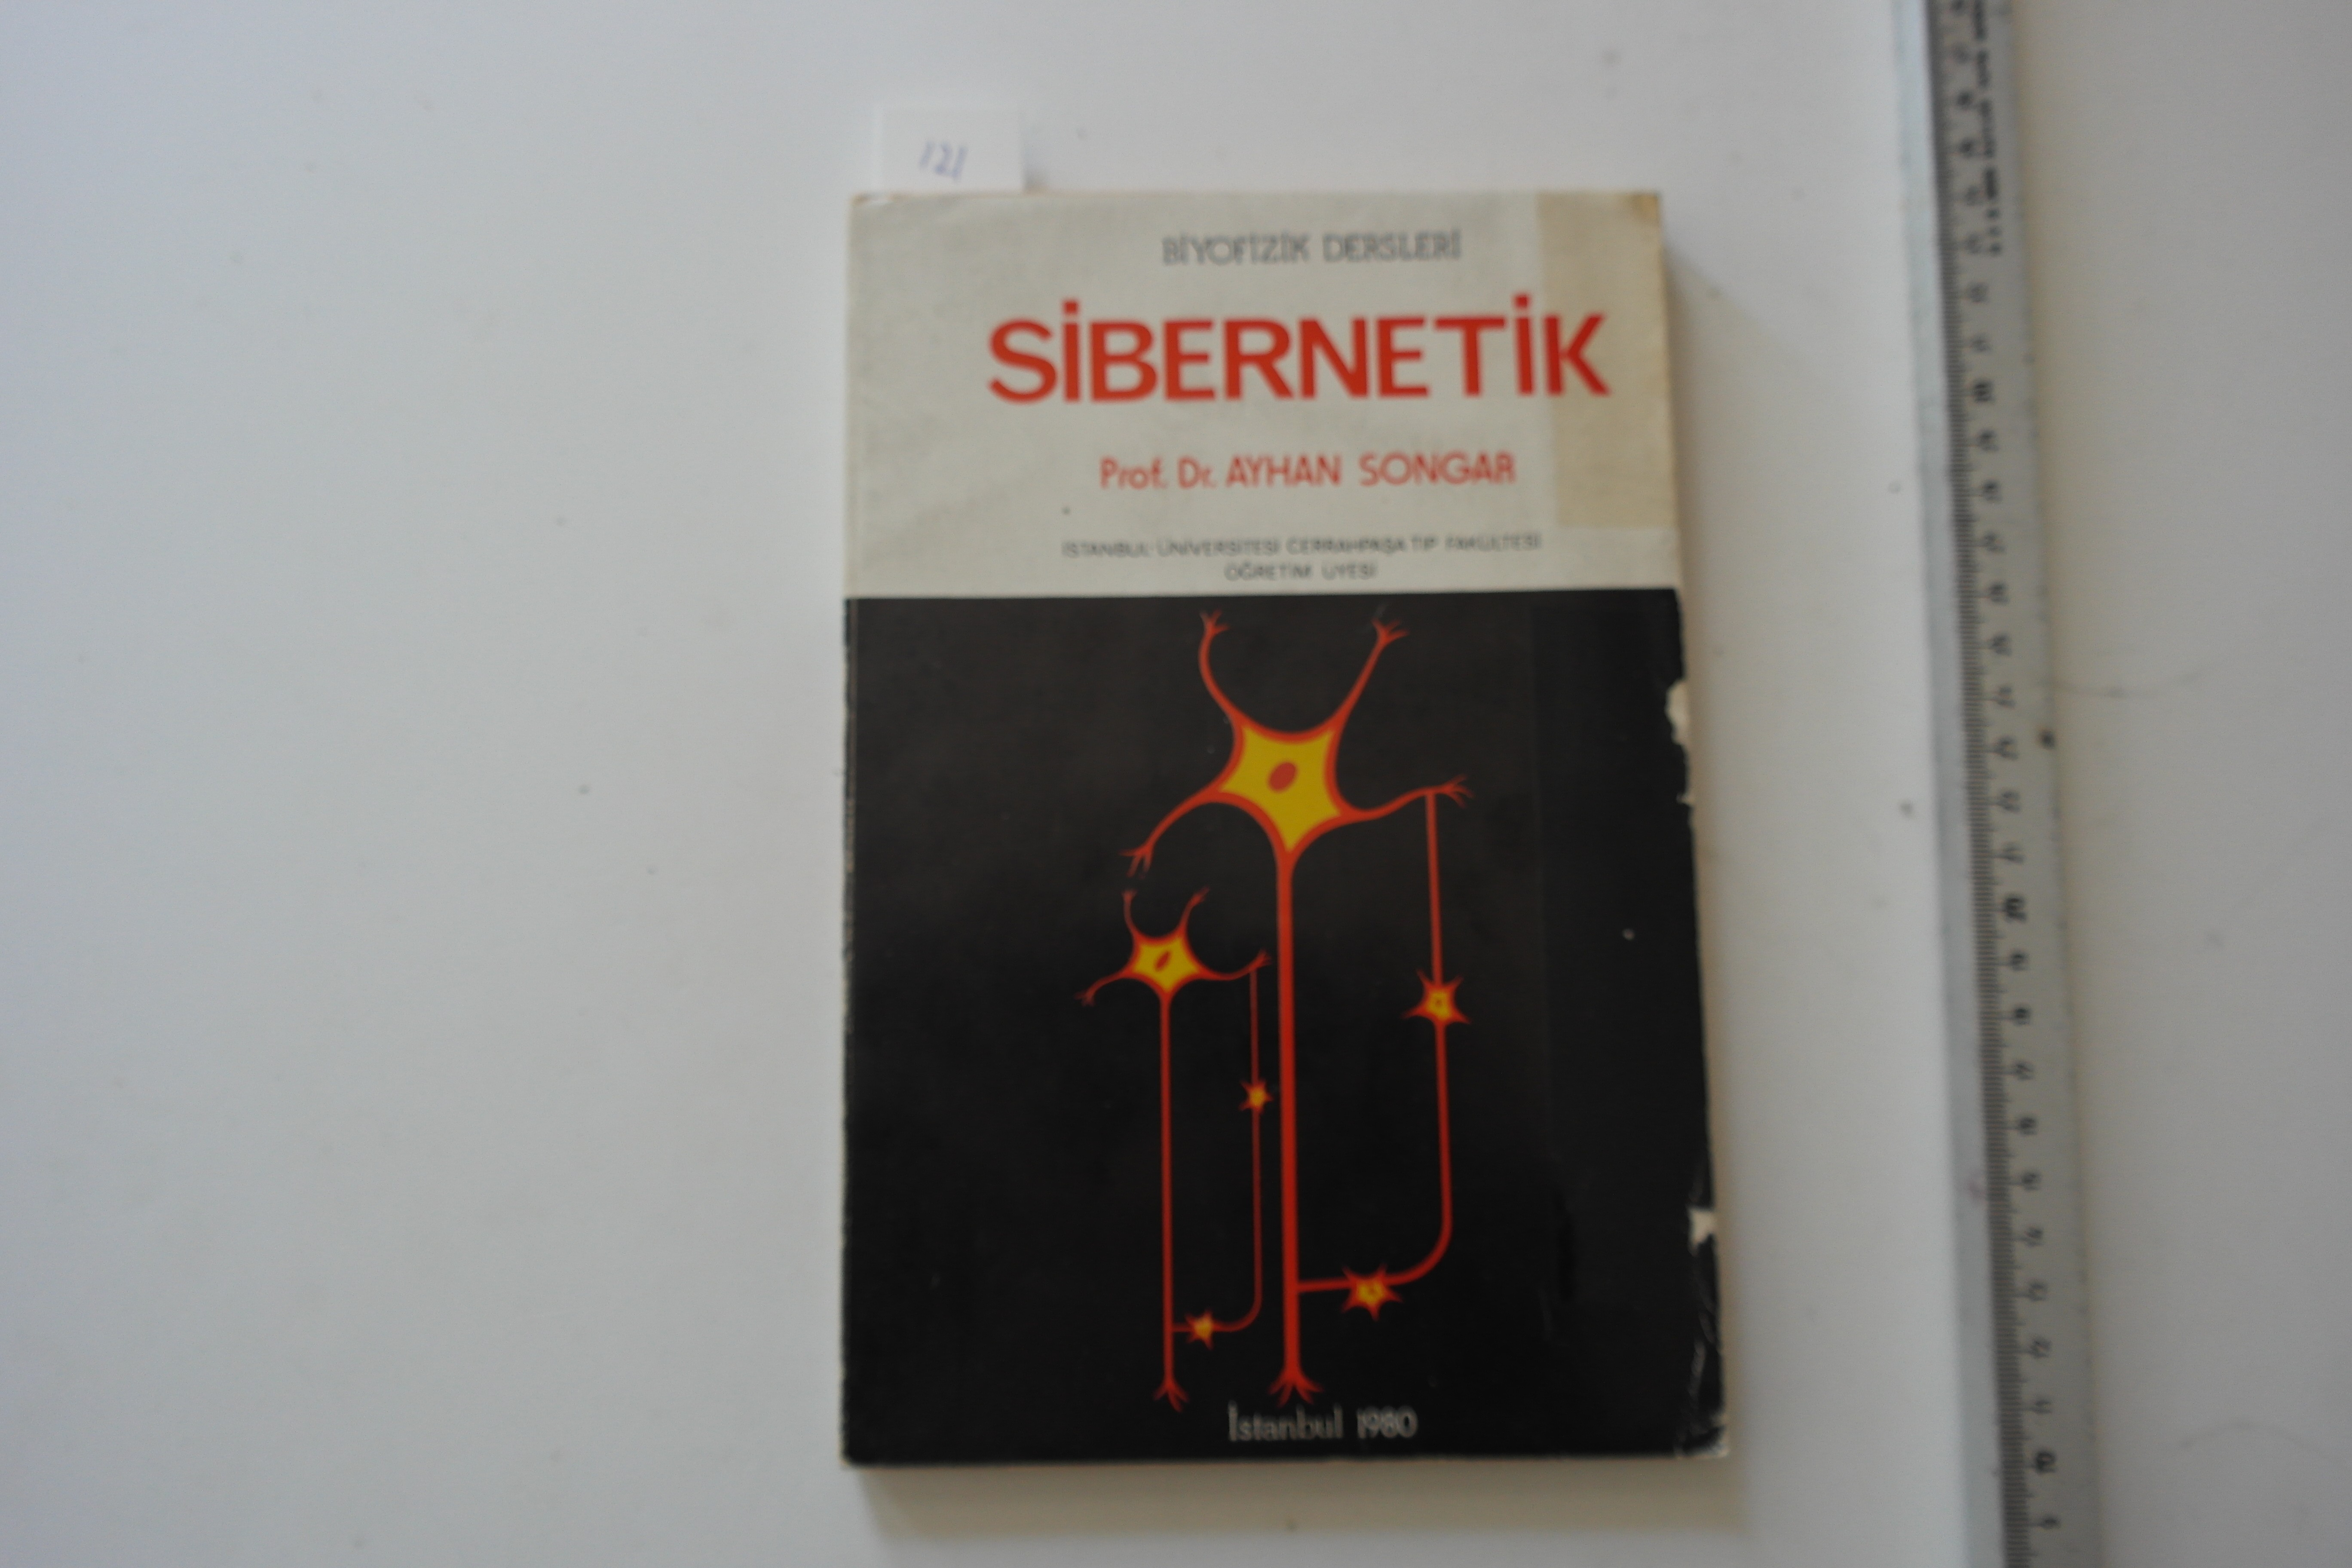 121
BİYOFİZİK DERSLERİ
SİBERNETİK
Prof. Dr. AYHAN SONGAR
İSTANBUL ÜNİVERSİTESİ CERRAHPAŞA TIP FAKÜLTESİ
ÖĞRETİM ÜYESİ
İstanbul 1980